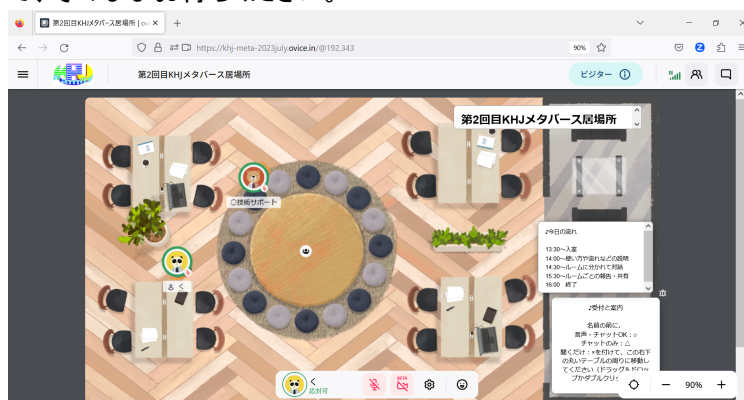 第2回目KHJメタバース居場所 | ovi
https://khj-meta-2023july.ovice.in/@192,343
90%
第2回目KHJメタバース居場所
ビジター
第2回目KHJメタバース居場所
○技術サポート
♪今日の流れ
13:30～入室
14:00～使い方や流れなどの説明
14:30～ルームに分かれて対話
15:30～ルームごとの報告・共有
16:00 終了
るく
♪受付と案内
名前の前に、
音声・チャットOK：○
チャットのみ：△
聞くだけ：×を付けて、この右下
の丸いテーブルの周りに移動し
てください（ドラッグ＆ドロッ
プかダブルクリ
く
応対可
BETA
90%